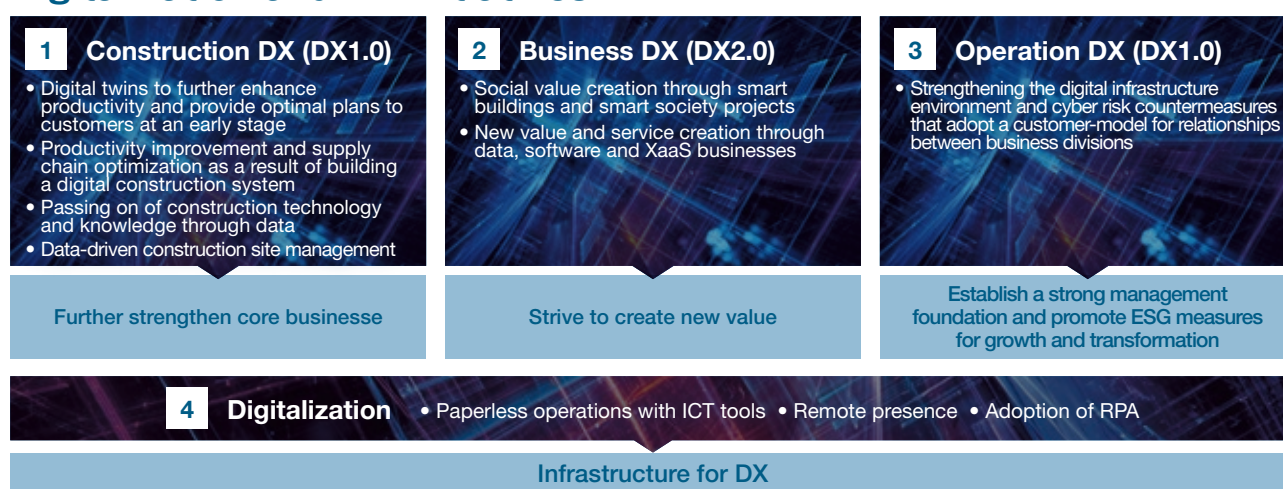 1 Construction DX (DX1.0)
• Digital twins to further enhance
productivity and provide optimal plans to
customers at an early stage
• Productivity improvement and supply
chain optimization as a result of building
a digital construction system
• Passing on of construction technology
and knowledge through data
• Data-driven construction site management
Further strengthen core businesse
2 Business DX (DX2.0)
• Social value creation through smart
buildings and smart society projects
• New value and service creation through
data, software and XaaS businesses
Strive to create new value
3 Operation DX (DX1.0)
• Strengthening the digital infrastructure
environment and cyber risk countermeasures
that adopt a customer-model for relationships
between business divisions
Establish a strong management
foundation and promote ESG measures
for growth and transformation
4 Digitalization • Paperless operations with ICT tools • Remote presence • Adoption of RPA
Infrastructure for DX